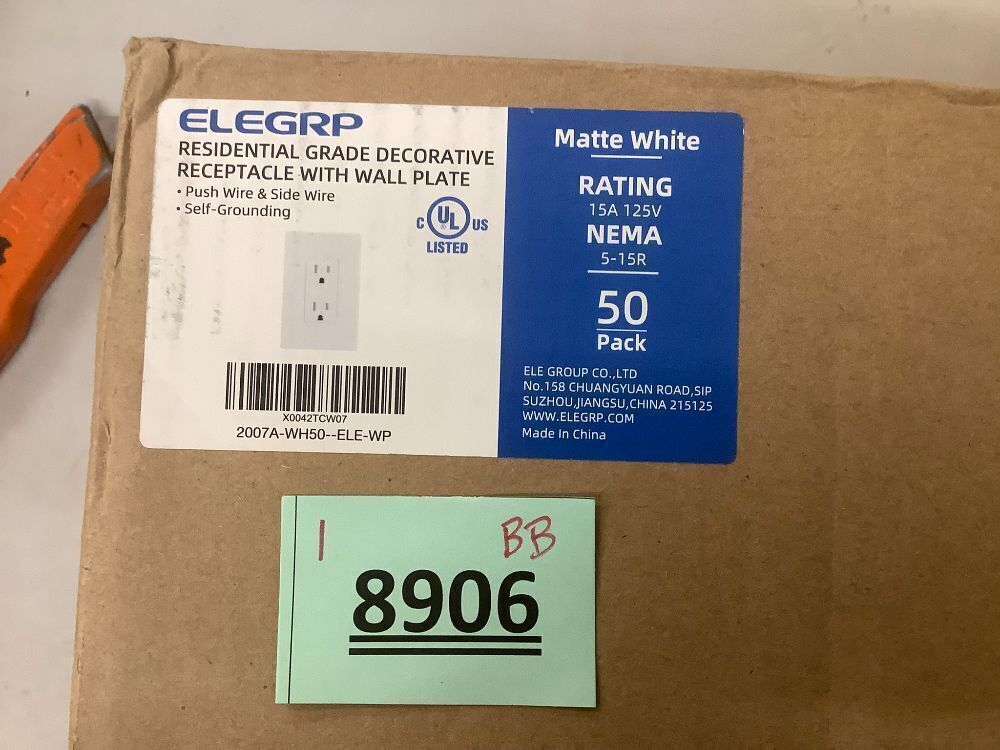 ELEGRP
RESIDENTIAL GRADE DECORATIVE
RECEPTACLE WITH WALL PLATE
• Push Wire & Side Wire
• Self-Grounding
C UL ® US
LISTED
X0042TCW07
2007A-WH50--ELE-WP
Matte White
RATING
15A 125V
NEMA
5-15R
50
Pack
ELE GROUP CO.,LTD
No.158 CHUANGYUAN ROAD,SIP
SUZHOU,JIANGSU,CHINA 215125
WWW.ELEGRP.COM
Made In China
1 BB
8906